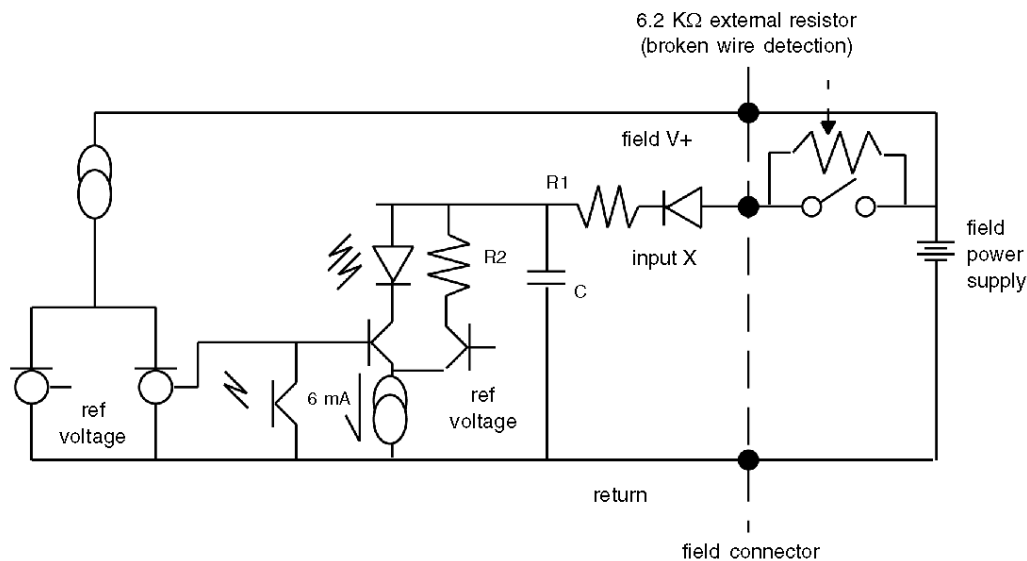 6.2 KΩ external resistor
(broken wire detection)
field V+
R1
input X
R2
C
field
power
supply
6 mA
ref
voltage
ref
voltage
return
field connector